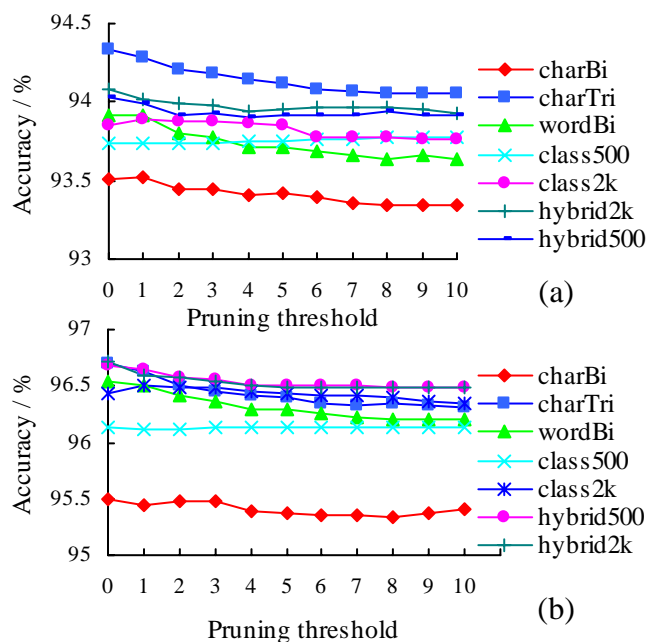 94.5
94
93.5
93
Accuracy / %
0 1 2 3 4 5 6 7 8 9 10
Pruning threshold
charBi
charTri
wordBi
class500
class2k
hybrid2k
hybrid500
(a)
97
96.5
96
95.5
95
Accuracy / %
0 1 2 3 4 5 6 7 8 9 10
Pruning threshold
charBi
charTri
wordBi
class500
class2k
hybrid500
hybrid2k
(b)